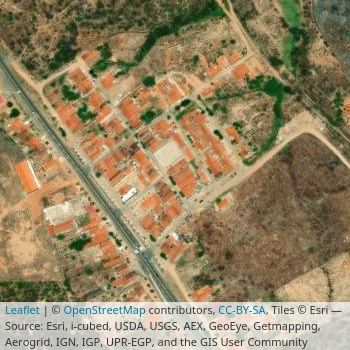 Leaflet | © OpenStreetMap contributors, CC-BY-SA, Tiles © Esri —
Source: Esri, i-cubed, USDA, USGS, AEX, GeoEye, Getmapping,
Aerogrid, IGN, IGP, UPR-EGP, and the GIS User Community